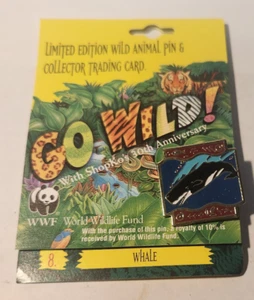 LIMITED EDITION WILD ANIMAL PIN &
COLLECTOR TRADING CARD.
GO WILD!
With ShopKo's 30th Anniversary
WWF World Wildlife Fund
With the purchase of this pin, a royalty of 10% is
received by World Wildlife Fund.
8. WHALE